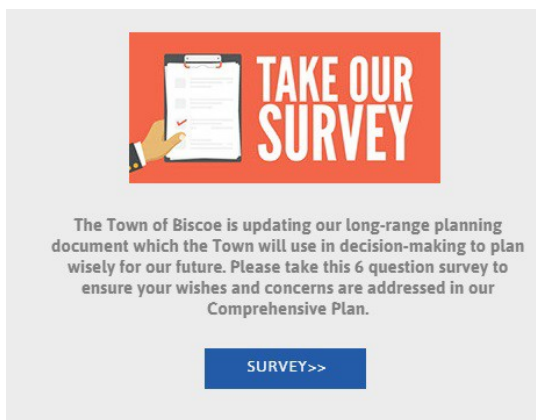 TAKE OUR
SURVEY
The Town of Biscoe is updating our long-range planning
document which the Town will use in decision-making to plan
wisely for our future. Please take this 6 question survey to
ensure your wishes and concerns are addressed in our
Comprehensive Plan.
SURVEY>>